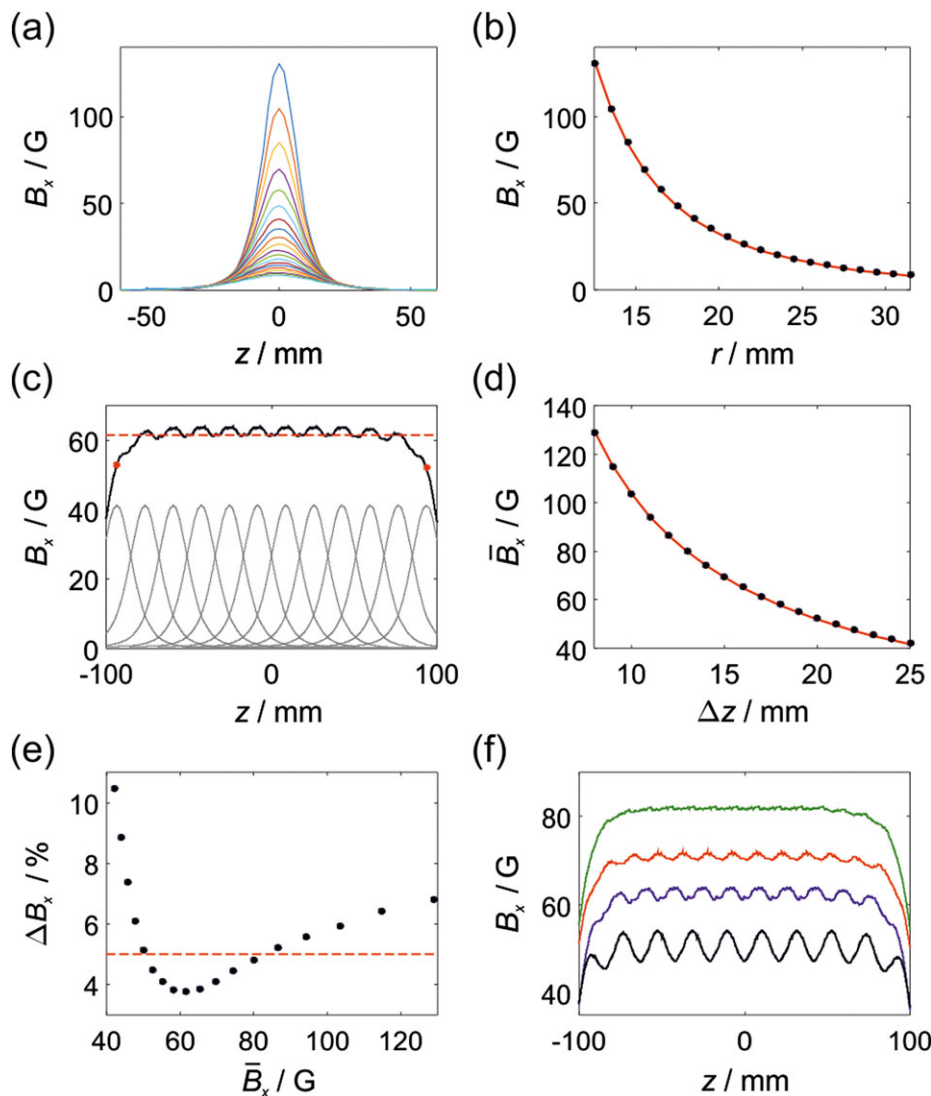 (a)
B_x / G
100
50
0
-50
0
50
z / mm
(b)
B_x / G
100
50
0
15
20
25
30
r / mm
(c)
B_x / G
60
40
20
0
-100
0
100
z / mm
(d)
B̄_x / G
140
120
100
80
60
40
10
15
20
25
Δz / mm
(e)
ΔB_x / %
10
8
6
4
40
60
80
100
120
B̄_x / G
(f)
B_x / G
80
60
40
-100
0
100
z / mm